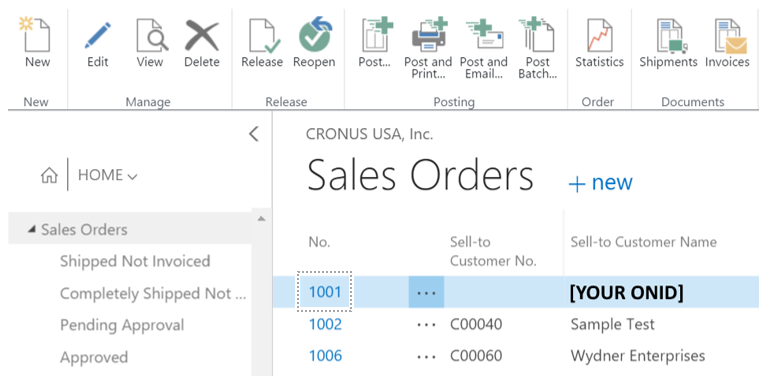 New Edit View Delete Release Reopen Post... Post and Print... Post and Email... Post Batch... Statistics Shipments Invoices
New Manage Release Posting Order Documents
CRONUS USA, Inc.
HOME
Sales Orders
+ new
Sales Orders
Shipped Not Invoiced
Completely Shipped Not ...
Pending Approval
Approved
No. Sell-to Customer No. Sell-to Customer Name
1001 ... [YOUR ONID]
1002 ... C00040 Sample Test
1006 ... C00060 Wydner Enterprises